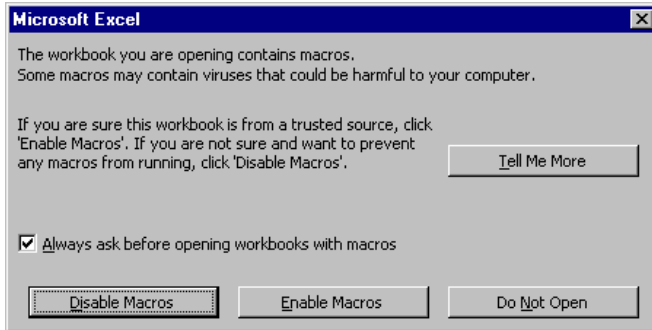 Microsoft Excel
The workbook you are opening contains macros.
Some macros may contain viruses that could be harmful to your computer.
If you are sure this workbook is from a trusted source, click
'Enable Macros'. If you are not sure and want to prevent
any macros from running, click 'Disable Macros'.
Tell Me More
Always ask before opening workbooks with macros
Disable Macros
Enable Macros
Do Not Open